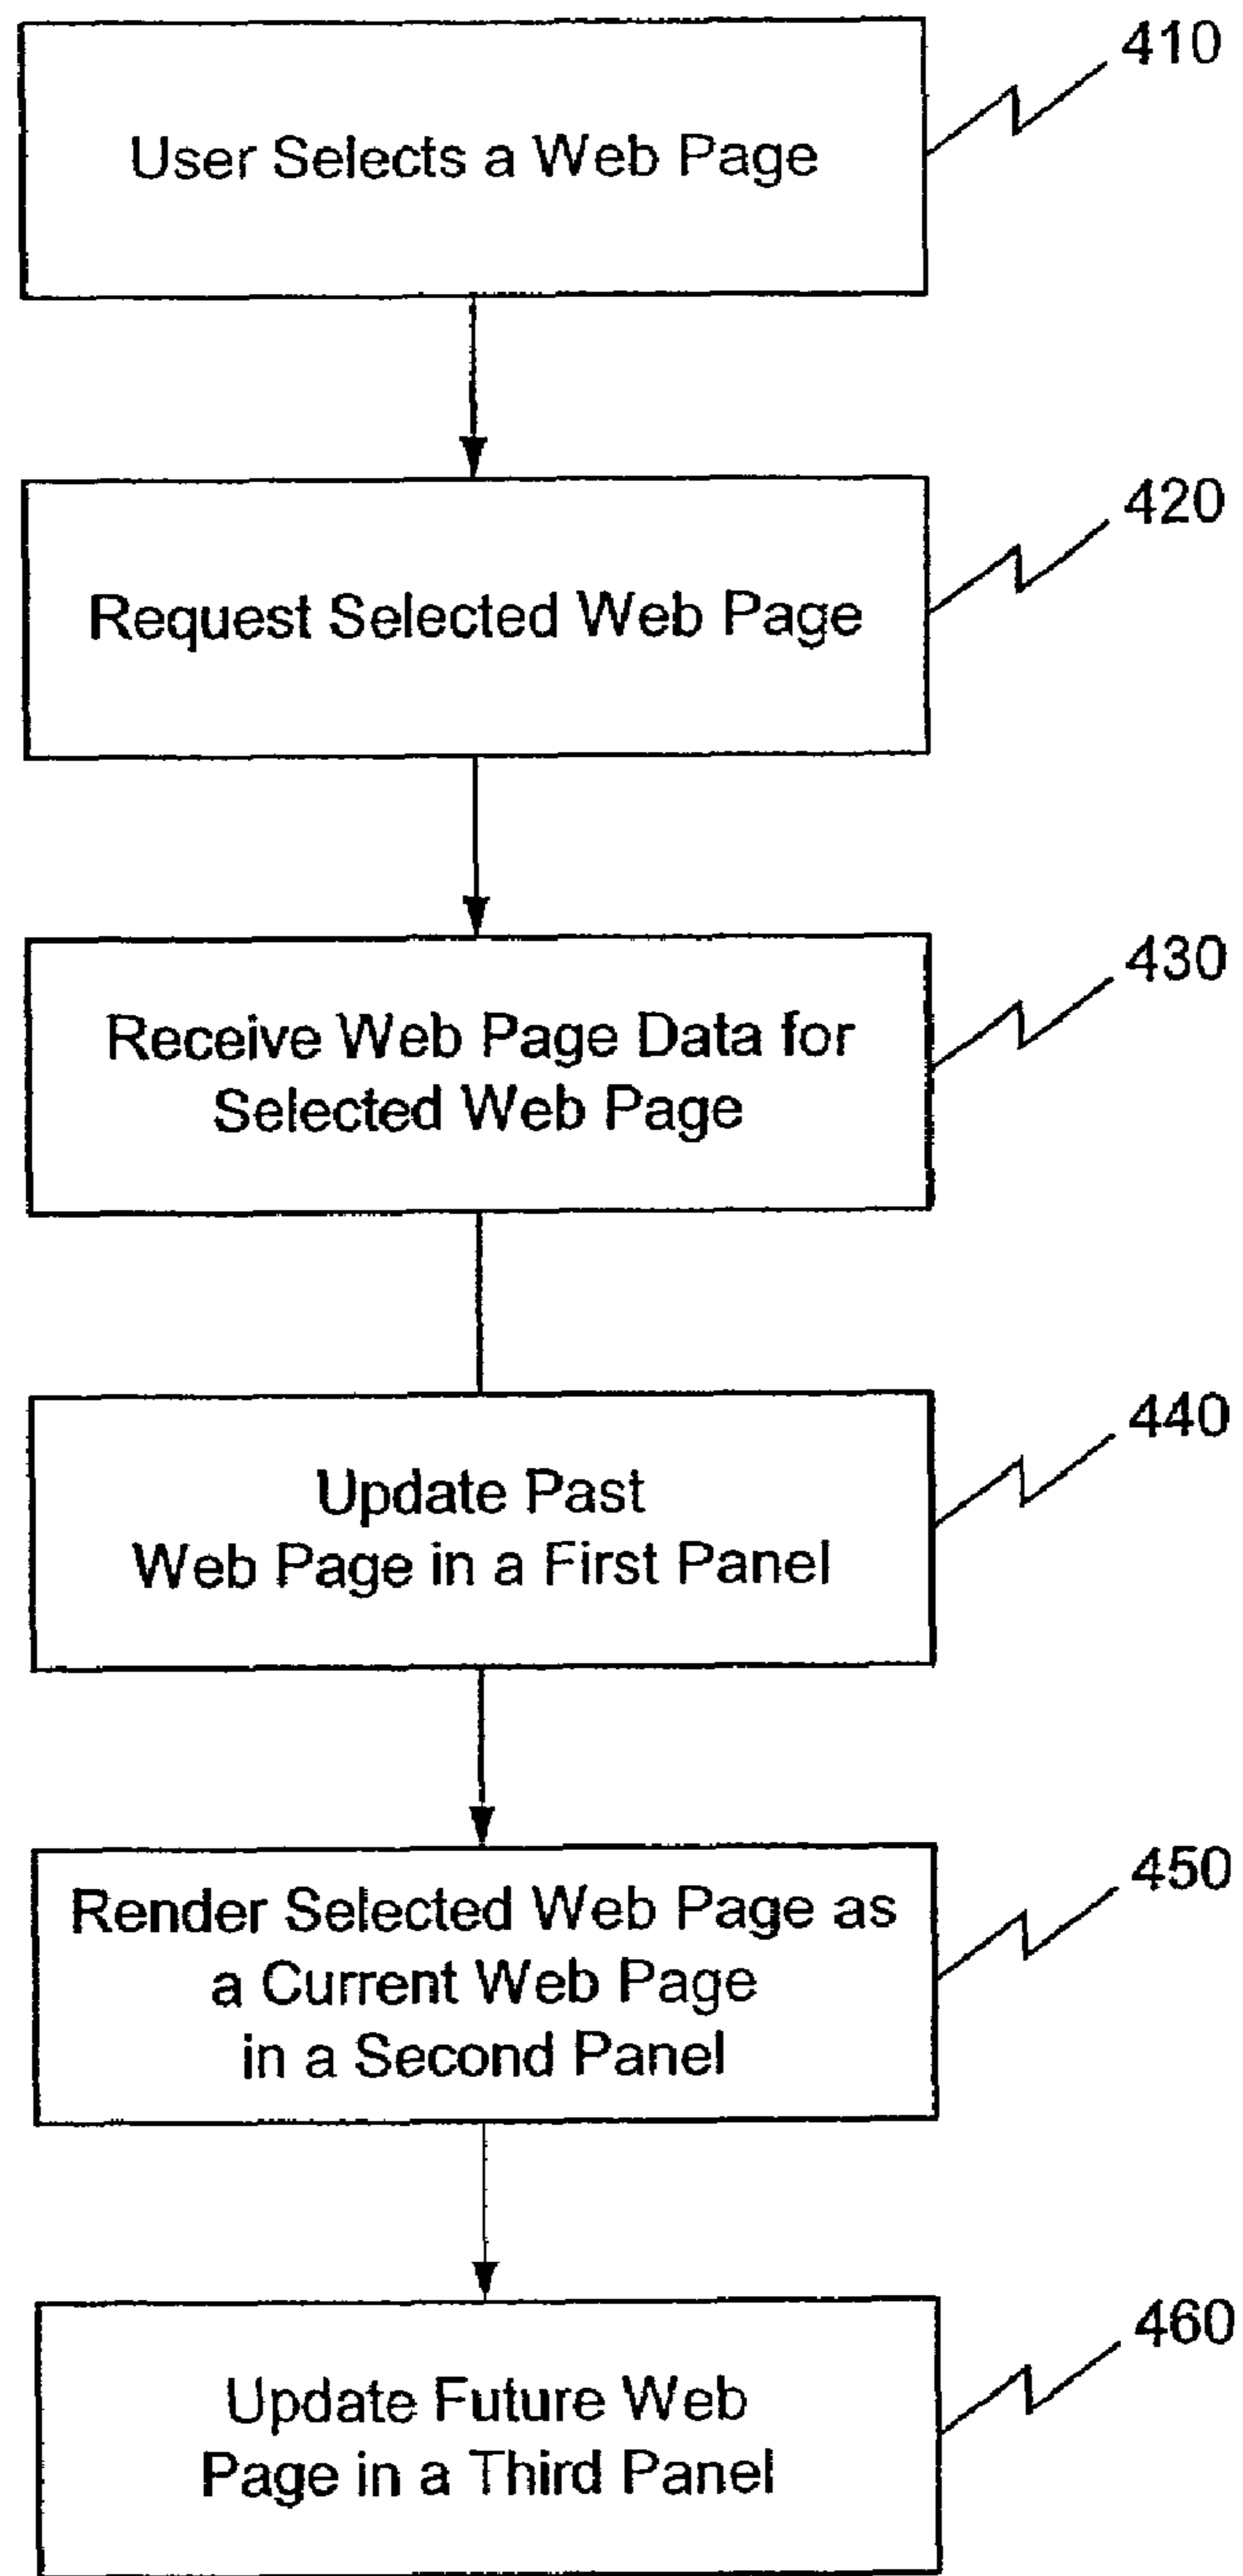 410
User Selects a Web Page
420
Request Selected Web Page
430
Receive Web Page Data for
Selected Web Page
440
Update Past
Web Page in a First Panel
450
Render Selected Web Page as
a Current Web Page
in a Second Panel
460
Update Future Web
Page in a Third Panel